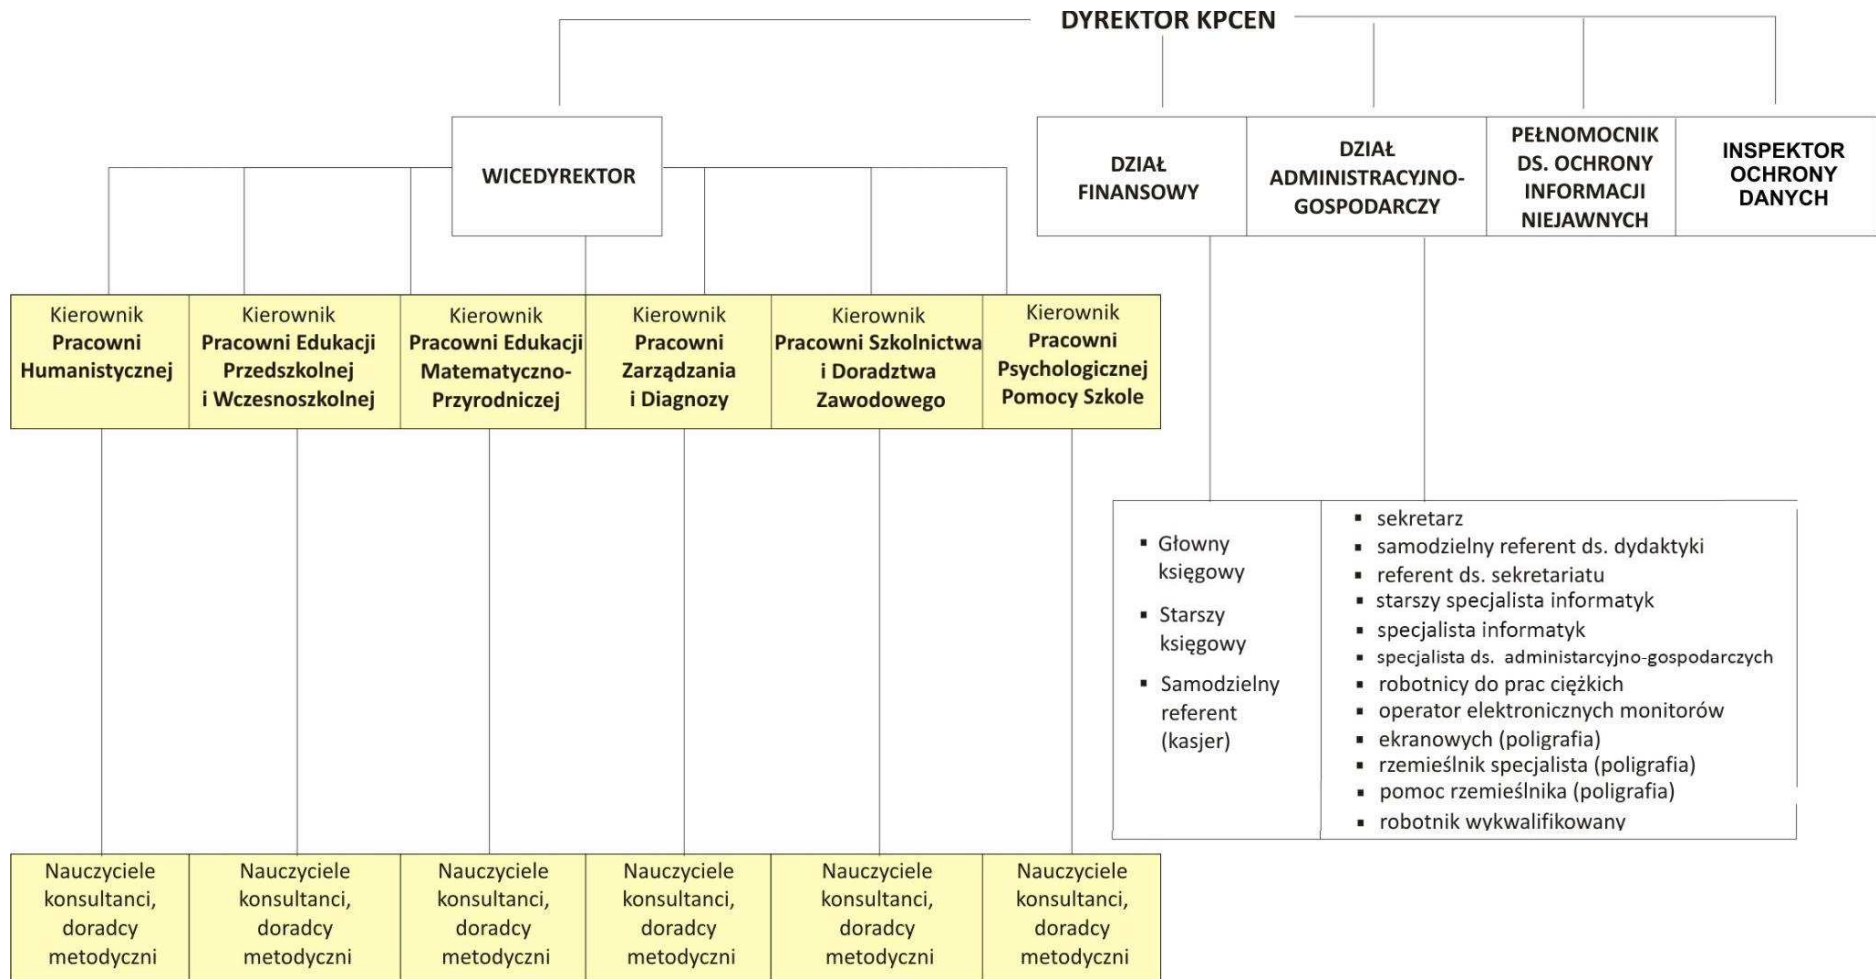 DYREKTOR KPCEN
WICEDYREKTOR
DZIAŁ
FINANSOWY
DZIAŁ
ADMINISTRACYJNO-
GOSPODARCZY
PEŁNOMOCNIK
DS. OCHRONY
INFORMACJI
NIEJAWNYCH
INSPEKTOR
OCHRONY
DANYCH
Kierownik
Pracowni
Humanistycznej
Kierownik
Pracowni Edukacji
Przedszkolnej
i Wczesnoszkolnej
Kierownik
Pracowni Edukacji
Matematyczno-
Przyrodniczej
Kierownik
Pracowni
Zarządzania
i Diagnozy
Kierownik
Pracowni Szkolnictwa
i Doradztwa
Zawodowego
Kierownik
Pracowni
Psychologicznej
Pomocy Szkole
▪ Głowny
księgowy
▪ Starszy
księgowy
▪ Samodzielny
referent
(kasjer)
▪ sekretarz
▪ samodzielny referent ds. dydaktyki
▪ referent ds. sekretariatu
▪ starszy specjalista informatyk
▪ specjalista informatyk
▪ specjalista ds. administarcyjno-gospodarczych
▪ robotnicy do prac ciężkich
▪ operator elektronicznych monitorów
▪ ekranowych (poligrafia)
▪ rzemieślnik specjalista (poligrafia)
▪ pomoc rzemieślnika (poligrafia)
▪ robotnik wykwalifikowany
Nauczyciele
konsultanci,
doradcy
metodyczni
Nauczyciele
konsultanci,
doradcy
metodyczni
Nauczyciele
konsultanci,
doradcy
metodyczni
Nauczyciele
konsultanci,
doradcy
metodyczni
Nauczyciele
konsultanci,
doradcy
metodyczni
Nauczyciele
konsultanci,
doradcy
metodyczni